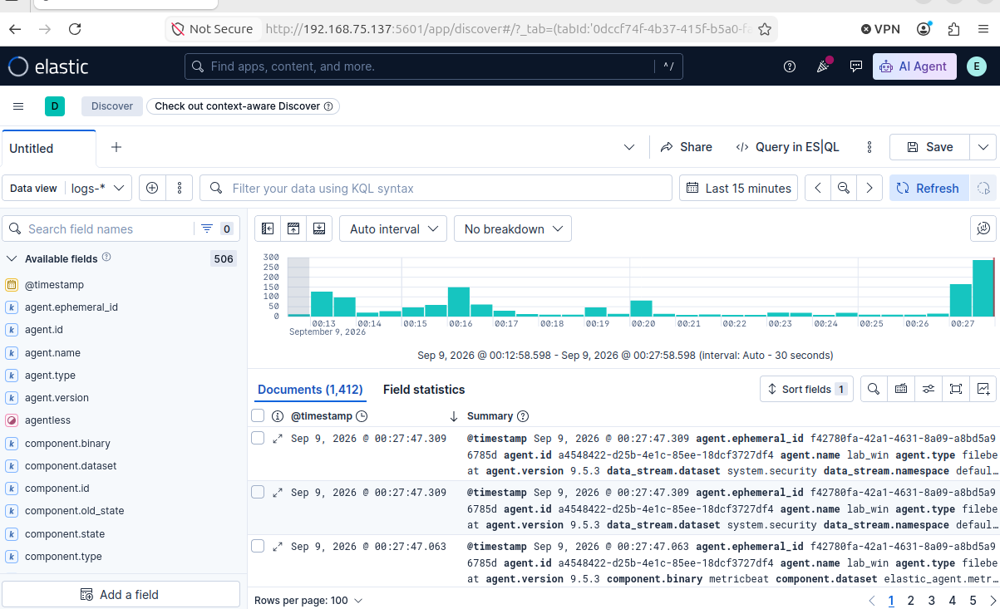 Not Secure http://192.168.75.137:5601/app/discover#/?_tab=(tabId:'0dccf74f-4b37-415f-b5a0-fa VPN
elastic Find apps, content, and more. ^/ AI Agent E
D Discover Check out context-aware Discover
Untitled Share Query in ES|QL Save
Data view logs-* Filter your data using KQL syntax Last 15 minutes Refresh
Search field names 0 Auto interval No breakdown
Available fields 506
@timestamp
agent.ephemeral_id
agent.id
agent.name
agent.type
agent.version
agentless
component.binary
component.dataset
component.id
component.old_state
component.state
component.type
Add a field
300
250
200
150
100
50
0
00:13 00:14 00:15 00:16 00:17 00:18 00:19 00:20 00:21 00:22 00:23 00:24 00:25 00:26 00:27
September 9, 2026
Sep 9, 2026 @ 00:12:58.598 - Sep 9, 2026 @ 00:27:58.598 (interval: Auto - 30 seconds)
Documents (1,412) Field statistics Sort fields 1
@timestamp Summary
Sep 9, 2026 @ 00:27:47.309 @timestamp Sep 9, 2026 @ 00:27:47.309 agent.ephemeral_id f42780fa-42a1-4631-8a09-a8bd5a9
6785d agent.id a4548422-d25b-4e1c-85ee-18dcf3727df4 agent.name lab_win agent.type filebe
at agent.version 9.5.3 data_stream.dataset system.security data_stream.namespace defaul…
Sep 9, 2026 @ 00:27:47.309 @timestamp Sep 9, 2026 @ 00:27:47.309 agent.ephemeral_id f42780fa-42a1-4631-8a09-a8bd5a9
6785d agent.id a4548422-d25b-4e1c-85ee-18dcf3727df4 agent.name lab_win agent.type filebe
at agent.version 9.5.3 data_stream.dataset system.security data_stream.namespace defaul…
Sep 9, 2026 @ 00:27:47.063 @timestamp Sep 9, 2026 @ 00:27:47.063 agent.ephemeral_id f42780fa-42a1-4631-8a09-a8bd5a9
6785d agent.id a4548422-d25b-4e1c-85ee-18dcf3727df4 agent.name lab_win agent.type filebe
at agent.version 9.5.3 component.binary metricbeat component.dataset elastic_agent.metr…
Rows per page: 100 1 2 3 4 5